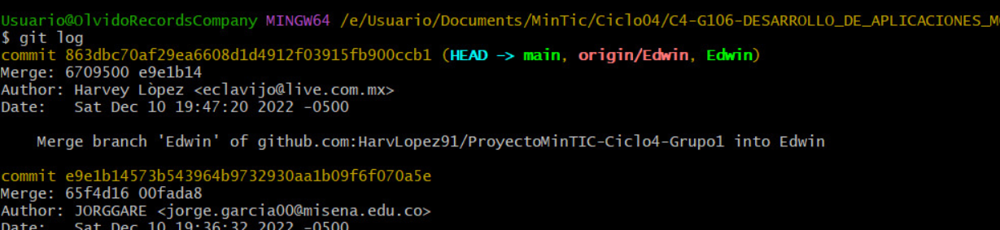 Usuario@OlvidoRecordsCompany MINGW64 /e/Usuario/Documents/MinTic/Ciclo04/C4-G106-DESARROLLO_DE_APLICACIONES_M
$ git log
commit 863dbc70af29ea6608d1d4912f03915fb900ccb1 (HEAD -> main, origin/Edwin, Edwin)
Merge: 6709500 e9e1b14
Author: Harvey Lòpez <eclavijo@live.com.mx>
Date:   Sat Dec 10 19:47:20 2022 -0500
    Merge branch 'Edwin' of github.com:HarvLopez91/ProyectoMinTIC-Ciclo4-Grupo1 into Edwin
commit e9e1b14573b543964b9732930aa1b09f6f070a5e
Merge: 65f4d16 00fada8
Author: JORGGARE <jorge.garcia00@misena.edu.co>
Date:   Sat Dec 10 19:36:32 2022 -0500